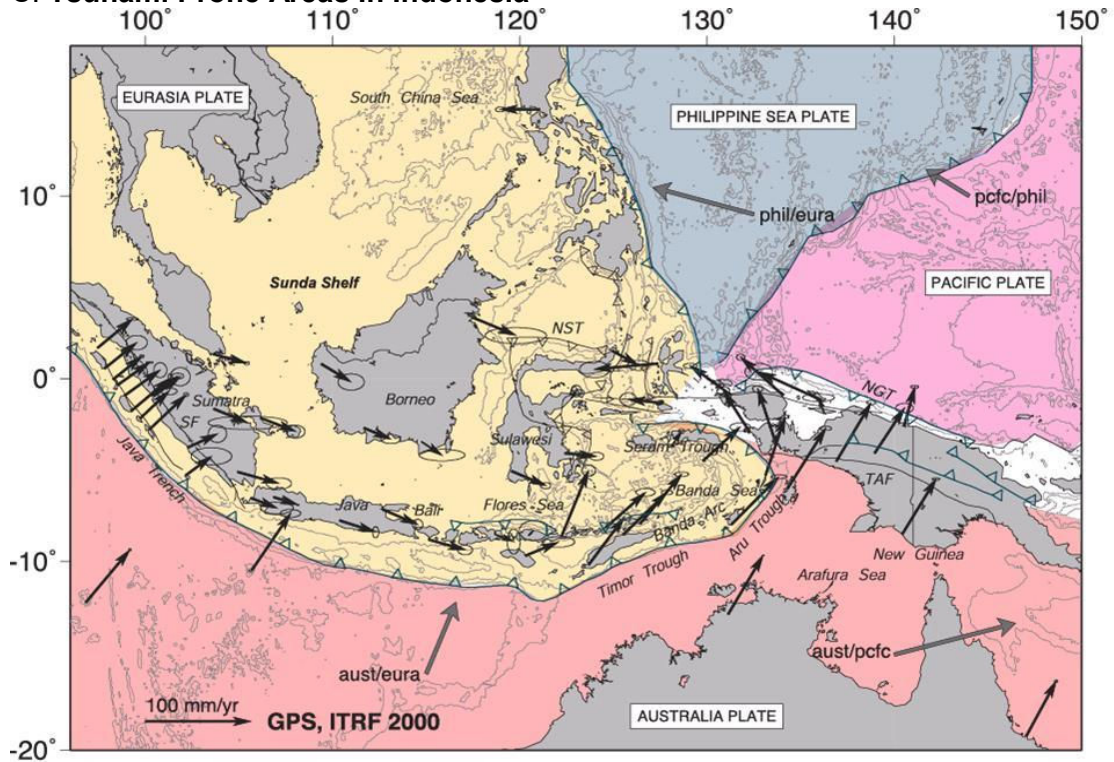 Tsunami Prone Areas in Indonesia
100° 110° 120° 130° 140° 150°
EURASIA PLATE
South China Sea
PHILIPPINE SEA PLATE
10°
phil/eura
pcfc/phil
Sunda Shelf
PACIFIC PLATE
NST
0°
NGT
Sumatra
SF
Borneo
Sulawesi
Seram Trough
Java Trench
TAF
Banda Sea
Java
Bali
Flores Sea
Banda Arc
Aru Trough
-10°
Timor Trough
New Guinea
Arafura Sea
aust/eura
aust/pcfc
100 mm/yr
GPS, ITRF 2000
AUSTRALIA PLATE
-20°